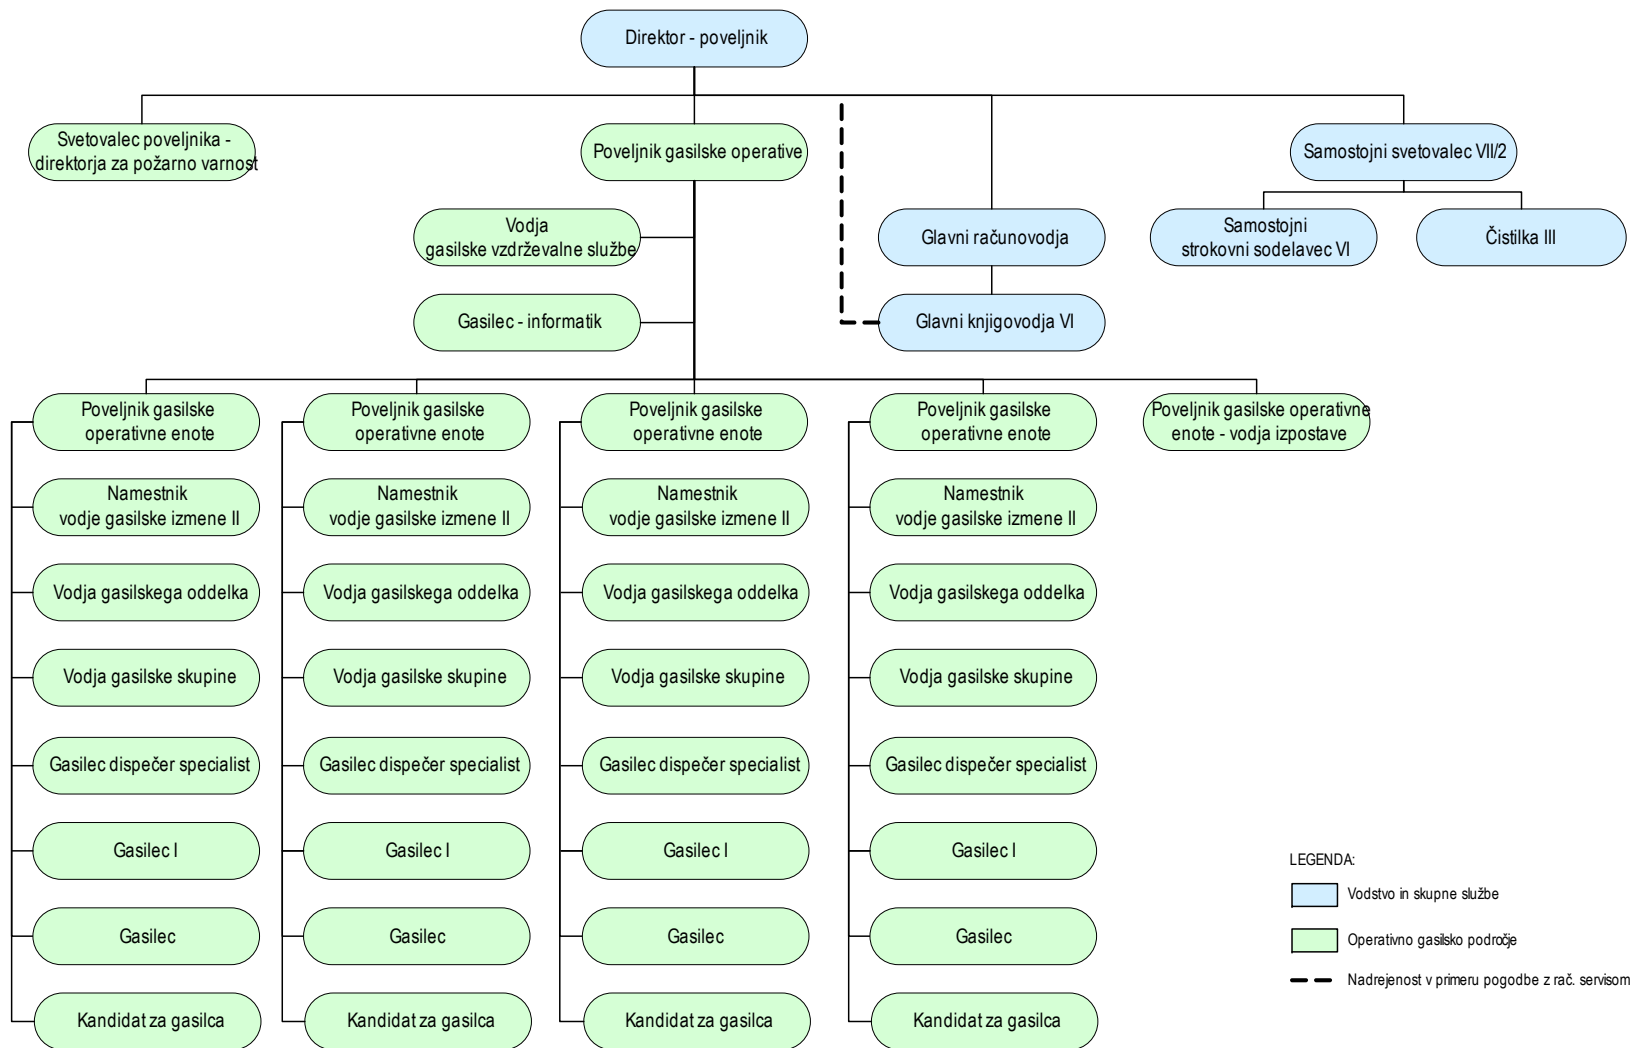 Direktor - poveljnik
Svetovalec poveljnika -
direktorja za požarno varnost
Poveljnik gasilske operative
Samostojni svetovalec VII/2
Vodja
gasilske vzdrževalne službe
Glavni računovodja
Samostojni
strokovni sodelavec VI
Čistilka III
Gasilec - informatik
Glavni knjigovodja VI
Poveljnik gasilske
operativne enote
Poveljnik gasilske
operativne enote
Poveljnik gasilske
operativne enote
Poveljnik gasilske
operativne enote
Poveljnik gasilske operativne
enote - vodja izpostave
Namestnik
vodje gasilske izmene II
Namestnik
vodje gasilske izmene II
Namestnik
vodje gasilske izmene II
Namestnik
vodje gasilske izmene II
Vodja gasilskega oddelka
Vodja gasilskega oddelka
Vodja gasilskega oddelka
Vodja gasilskega oddelka
Vodja gasilske skupine
Vodja gasilske skupine
Vodja gasilske skupine
Vodja gasilske skupine
Gasilec dispečer specialist
Gasilec dispečer specialist
Gasilec dispečer specialist
Gasilec dispečer specialist
Gasilec I
Gasilec I
Gasilec I
Gasilec I
Gasilec
Gasilec
Gasilec
Gasilec
Kandidat za gasilca
Kandidat za gasilca
Kandidat za gasilca
Kandidat za gasilca
LEGENDA:
Vodstvo in skupne službe
Operativno gasilsko področje
Nadrejenost v primeru pogodbe z rač. servisom